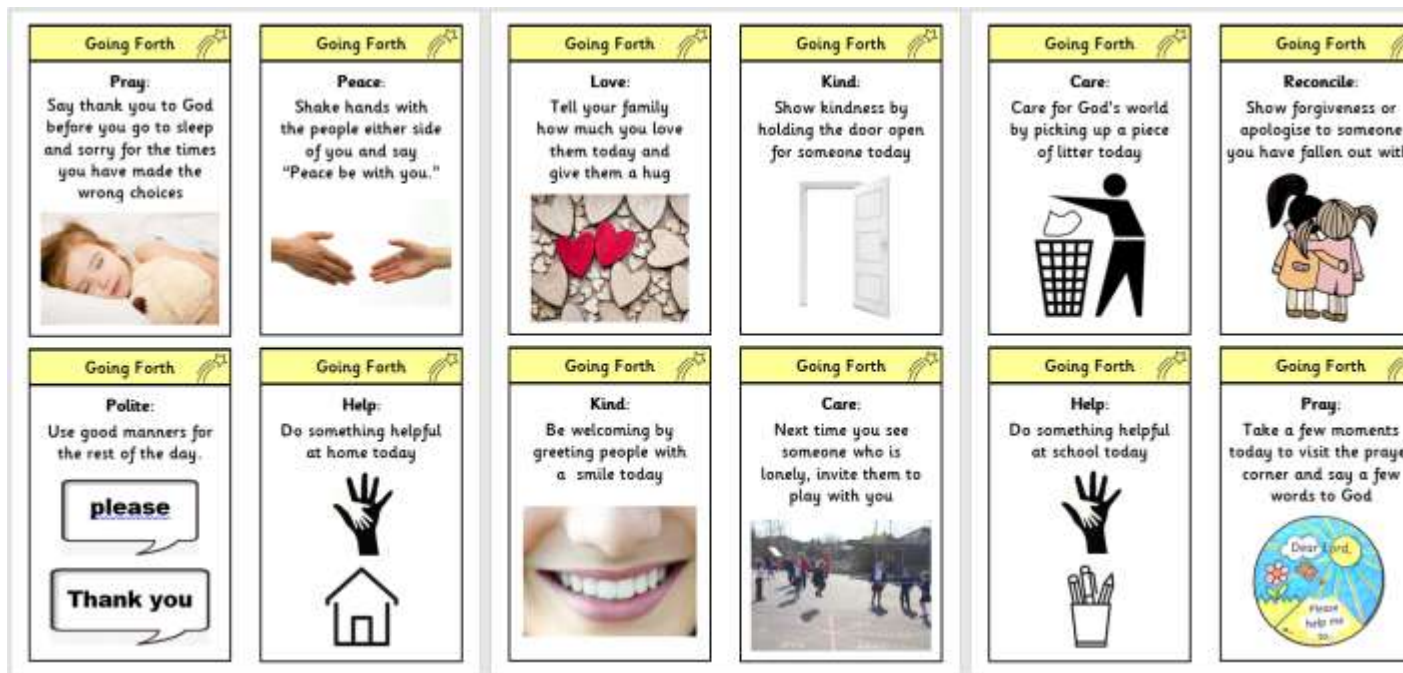 Going Forth
Pray:
Say thank you to God
before you go to sleep
and sorry for the times
you have made the
wrong choices
Going Forth
Peace:
Shake hands with
the people either side
of you and say
“Peace be with you.”
Going Forth
Love:
Tell your family
how much you love
them today and
give them a hug
Going Forth
Kind:
Show kindness by
holding the door open
for someone today
Going Forth
Care:
Care for God's world
by picking up a piece
of litter today
Going Forth
Reconcile:
Show forgiveness or
apologise to someone
you have fallen out with
Going Forth
Polite:
Use good manners for
the rest of the day.
please
Thank you
Going Forth
Help:
Do something helpful
at home today
Going Forth
Kind:
Be welcoming by
greeting people with
a smile today
Going Forth
Care:
Next time you see
someone who is
lonely, invite them to
play with you
Going Forth
Help:
Do something helpful
at school today
Going Forth
Pray:
Take a few moments
today to visit the praye
corner and say a few
words to God
Dear Lord,
Please
help me
to..